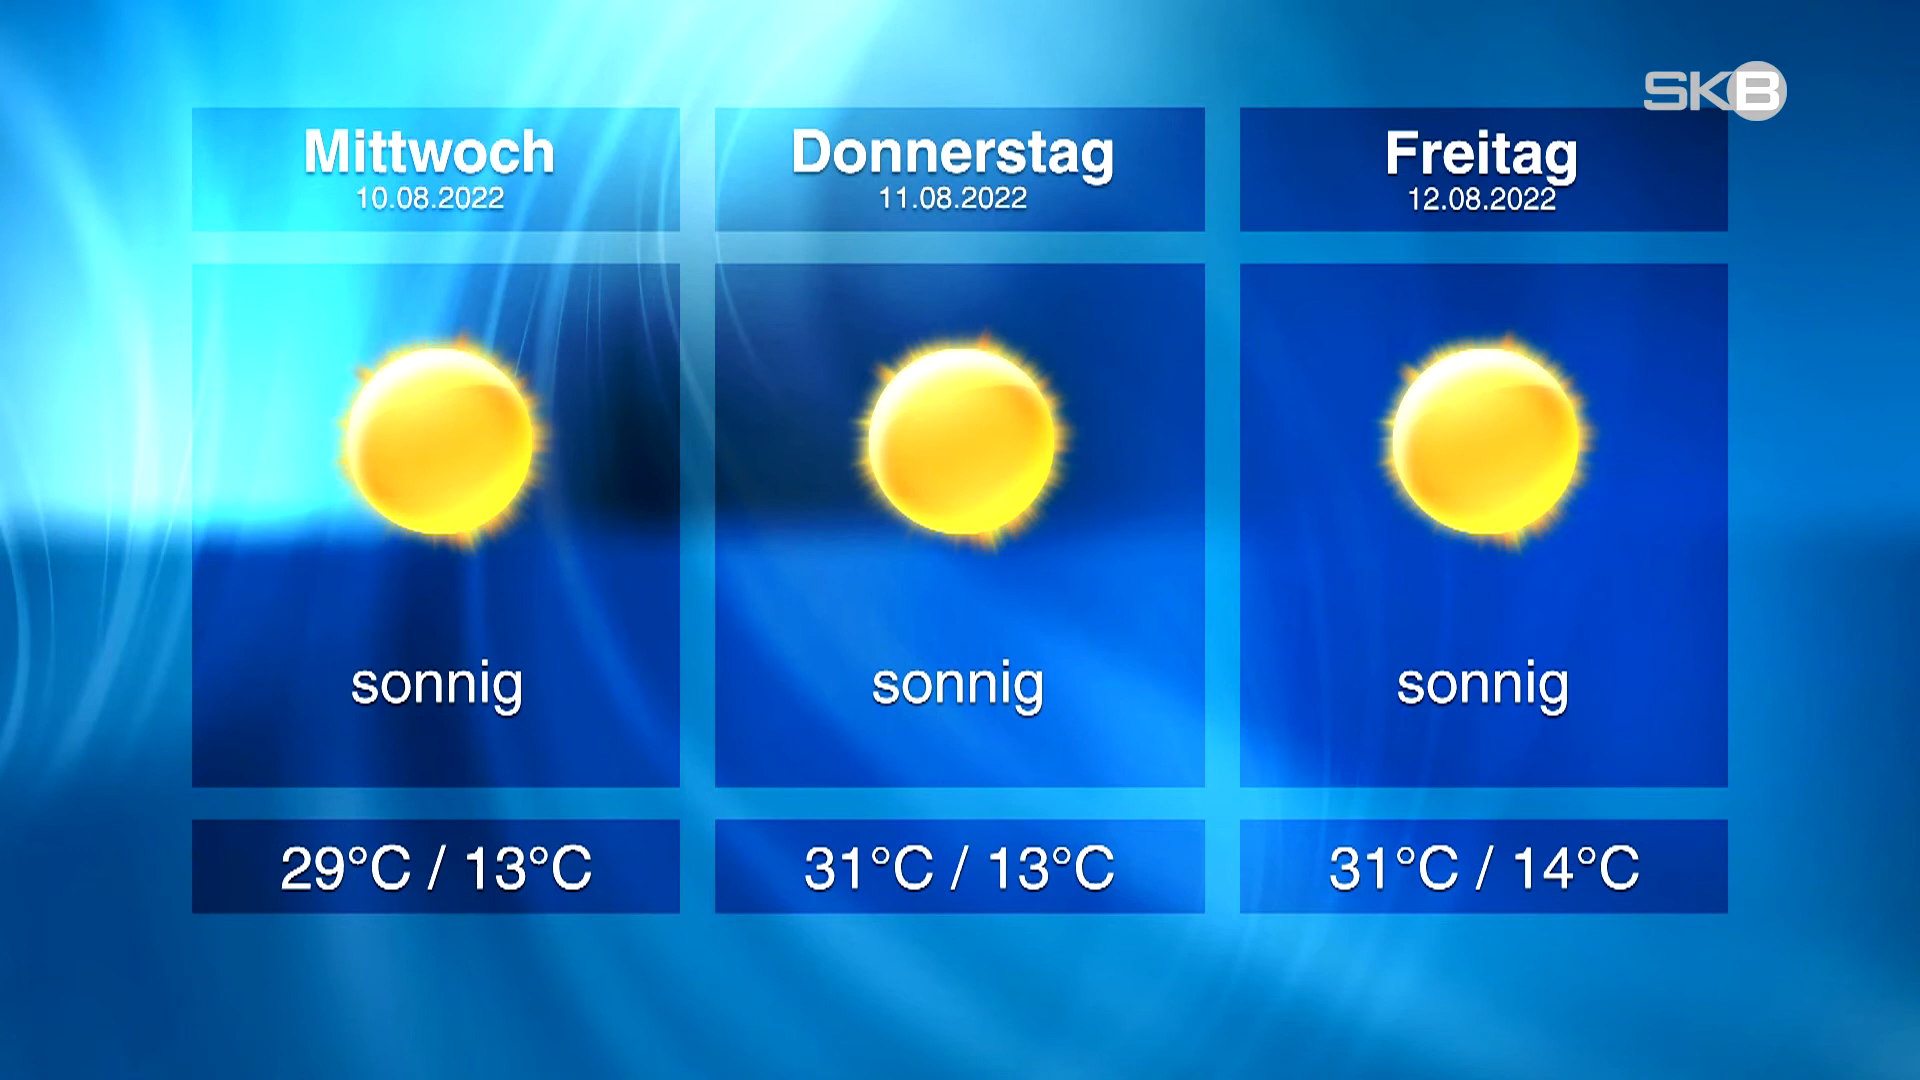 SKB
Mittwoch
10.08.2022
Donnerstag
11.08.2022
Freitag
12.08.2022
sonnig
sonnig
sonnig
29°C / 13°C
31°C / 13°C
31°C / 14°C